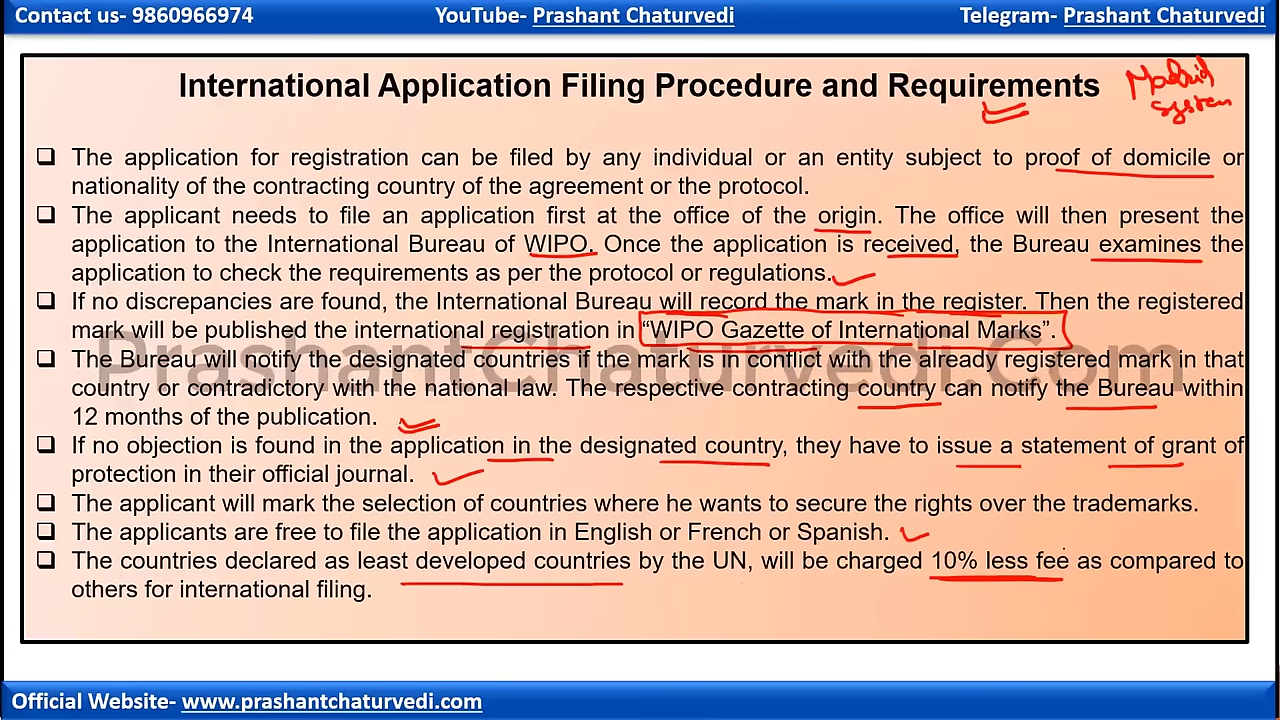 Contact us- 9860966974 YouTube- Prashant Chaturvedi Telegram- Prashant Chaturvedi
International Application Filing Procedure and Requirements
Madrid
system
The application for registration can be filed by any individual or an entity subject to proof of domicile or
nationality of the contracting country of the agreement or the protocol.
The applicant needs to file an application first at the office of the origin. The office will then present the
application to the International Bureau of WIPO. Once the application is received, the Bureau examines the
application to check the requirements as per the protocol or regulations.
If no discrepancies are found, the International Bureau will record the mark in the register. Then the registered
mark will be published the international registration in “WIPO Gazette of International Marks”.
PrashantChaturvedi.Com
The Bureau will notify the designated countries if the mark is in conflict with the already registered mark in that
country or contradictory with the national law. The respective contracting country can notify the Bureau within
12 months of the publication.
If no objection is found in the application in the designated country, they have to issue a statement of grant of
protection in their official journal.
The applicant will mark the selection of countries where he wants to secure the rights over the trademarks.
The applicants are free to file the application in English or French or Spanish.
The countries declared as least developed countries by the UN, will be charged 10% less fee as compared to
others for international filing.
Official Website- www.prashantchaturvedi.com